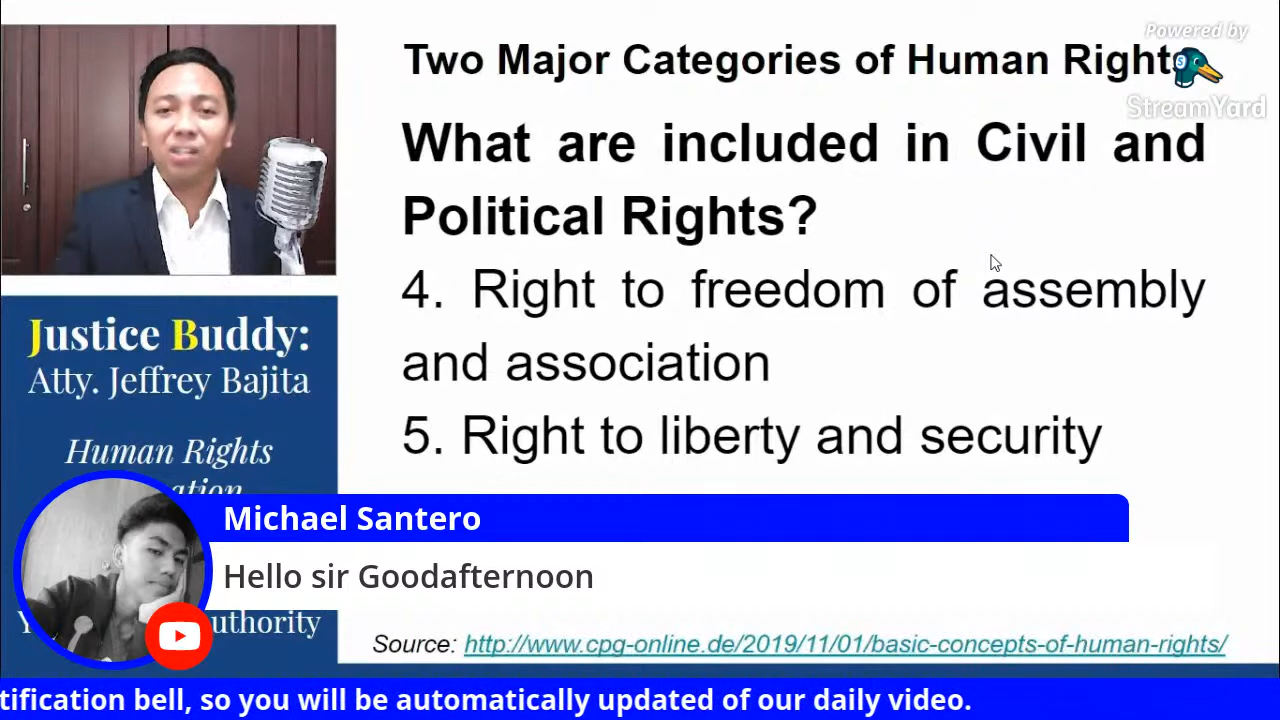 Powered by
StreamYard
Two Major Categories of Human Rights
What are included in Civil and
Political Rights?
4. Right to freedom of assembly
and association
5. Right to liberty and security
Justice Buddy:
Atty. Jeffrey Bajita
Human Rights
Michael Santero
Hello sir Goodafternoon
uthority
Source: http://www.cpg-online.de/2019/11/01/basic-concepts-of-human-rights/
tification bell, so you will be automatically updated of our daily video.